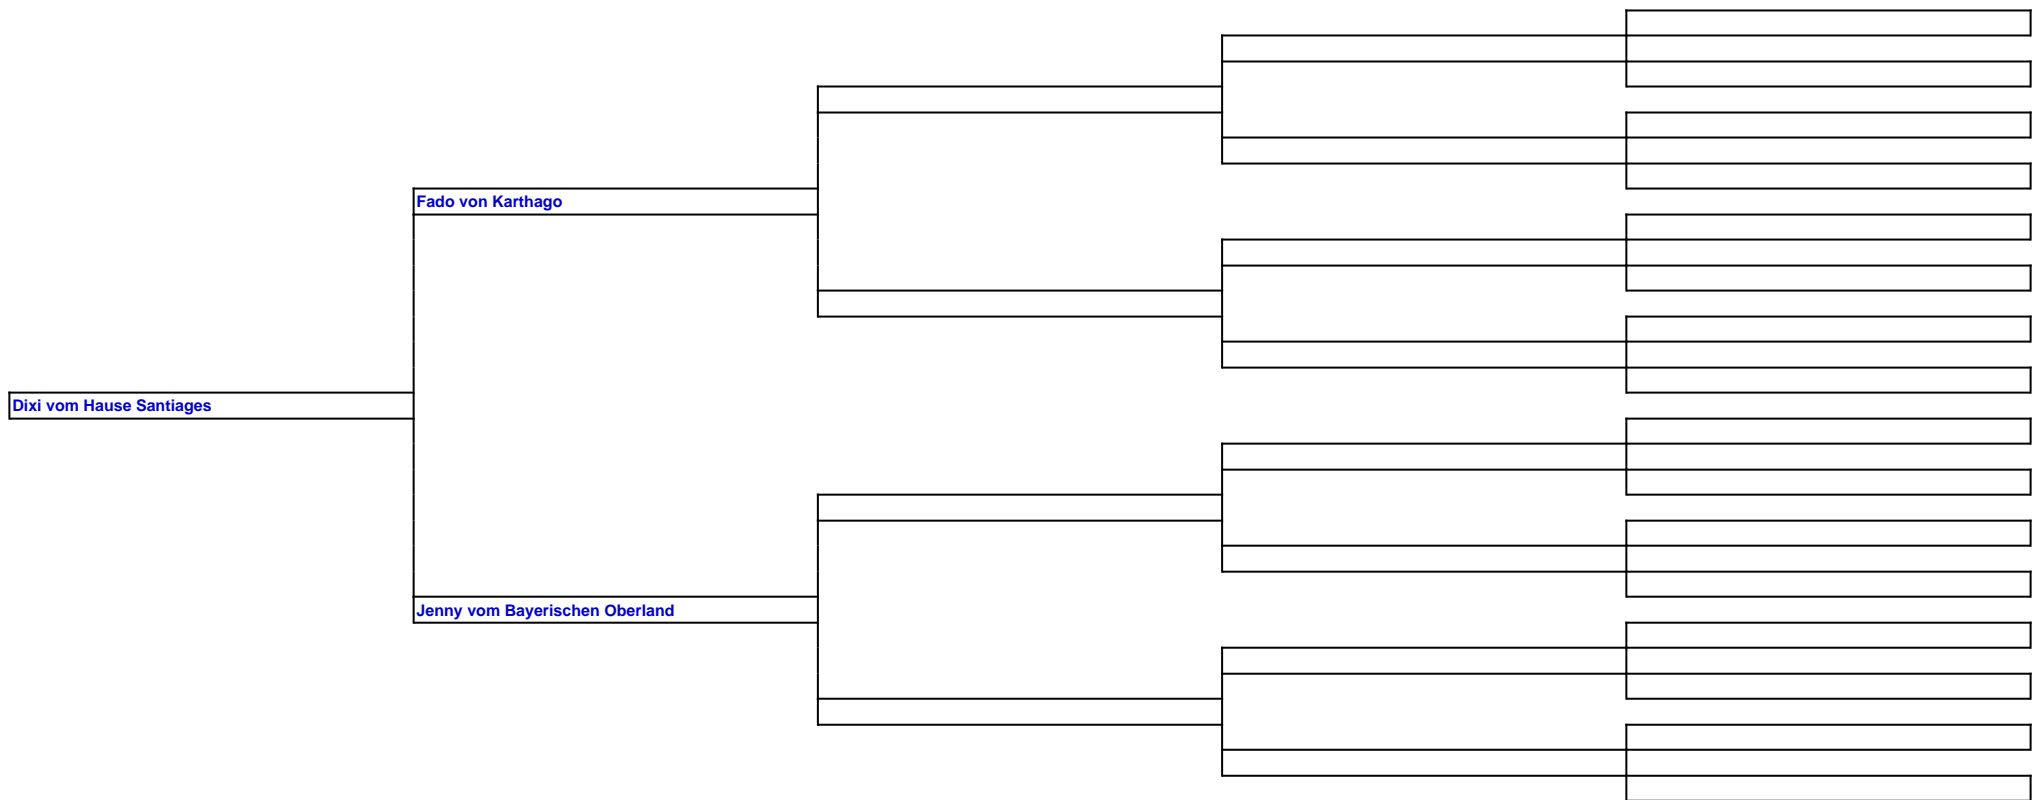 Fado von Karthago
Dixi vom Hause Santiages
Jenny vom Bayerischen Oberland